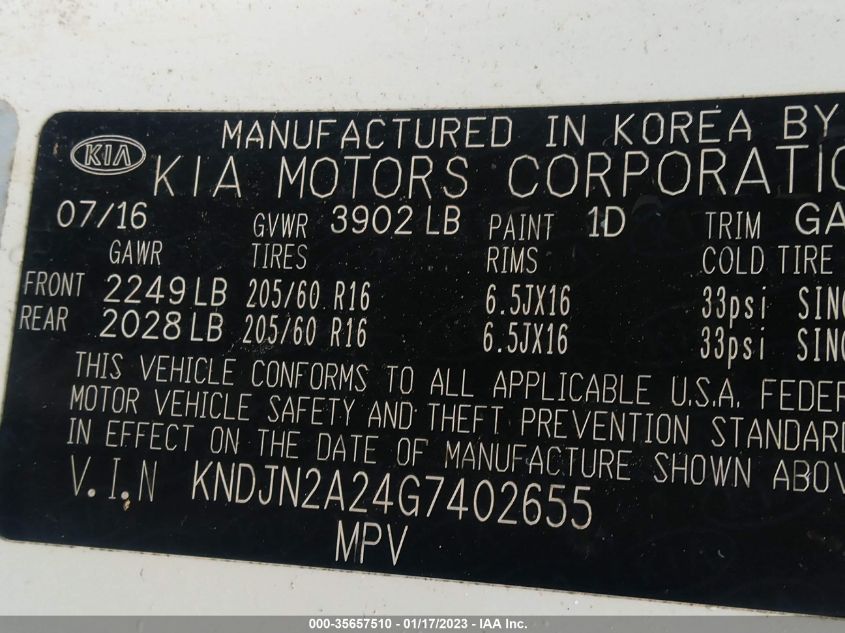 MANUFACTURED IN KOREA BY
KIA KIA MOTORS CORPORATIO
07/16 GVWR 3902 LB PAINT 1D TRIM GA
GAWR TIRES RIMS COLD TIRE
FRONT 2249 LB 205/60 R16 6.5JX16 33psi SING
REAR 2028 LB 205/60 R16 6.5JX16 33psi SING
THIS VEHICLE CONFORMS TO ALL APPLICABLE U.S.A. FEDER
MOTOR VEHICLE SAFETY AND THEFT PREVENTION STANDARD
IN EFFECT ON THE DATE OF MANUFACTURE SHOWN ABOV
V.I.N KNDJN2A24G7402655
MPV
000-35657510 - 01/17/2023 - IAA Inc.